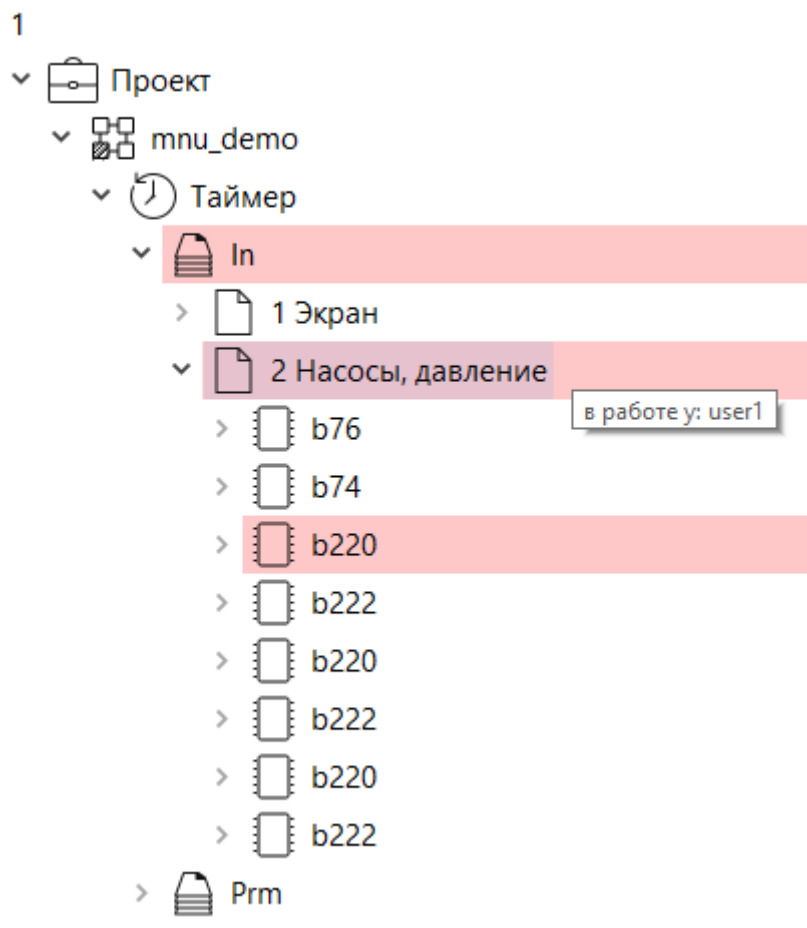 1
Проект
mnu_demo
Таймер
In
1 Экран
2 Насосы, давление
в работе у: user1
b76
b74
b220
b222
b220
b222
b220
b222
Prm